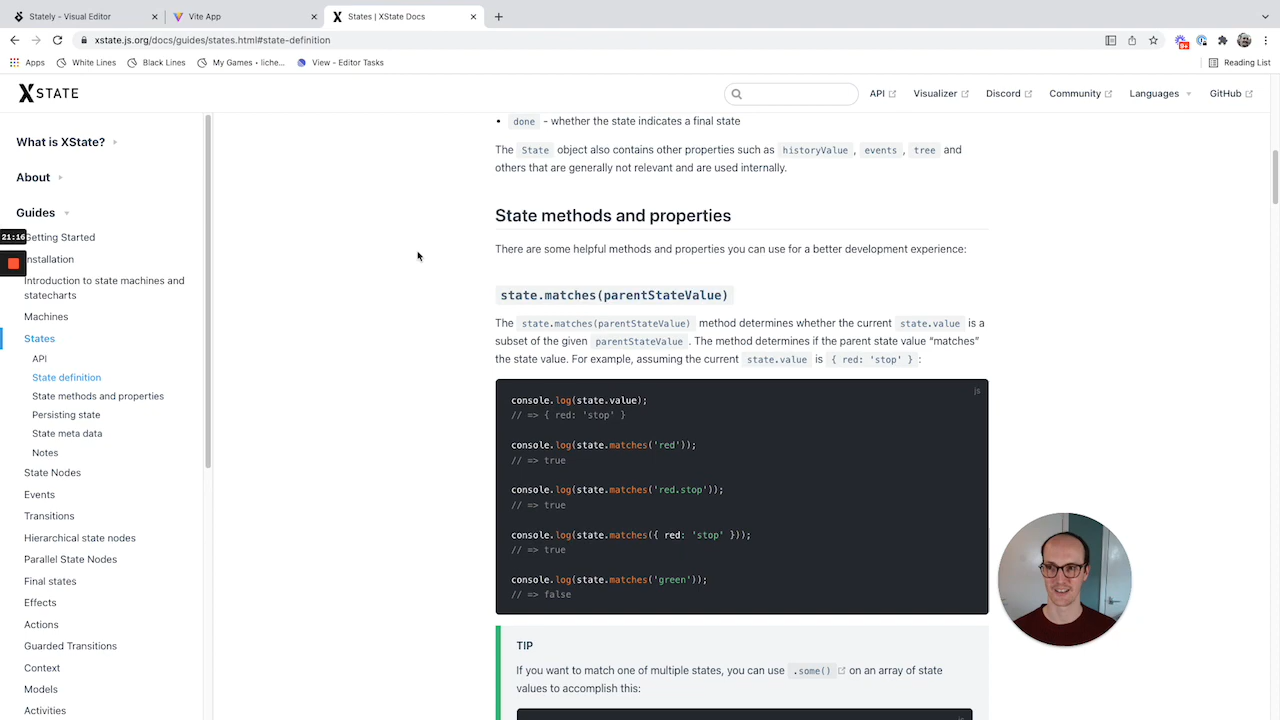 Stately - Visual Editor
Vite App
States | XState Docs
xstate.js.org/docs/guides/states.html#state-definition
Apps
White Lines
Black Lines
My Games • liche...
View - Editor Tasks
Reading List
XSTATE
API
Visualizer
Discord
Community
Languages
GitHub
What is XState?
About
Guides
21:16
Getting Started
Installation
Introduction to state machines and
statecharts
Machines
States
API
State definition
State methods and properties
Persisting state
State meta data
Notes
State Nodes
Events
Transitions
Hierarchical state nodes
Parallel State Nodes
Final states
Effects
Actions
Guarded Transitions
Context
Models
Activities
• done - whether the state indicates a final state
The State object also contains other properties such as historyValue, events, tree and
others that are generally not relevant and are used internally.
State methods and properties
There are some helpful methods and properties you can use for a better development experience:
state.matches(parentStateValue)
The state.matches(parentStateValue) method determines whether the current state.value is a
subset of the given parentStateValue. The method determines if the parent state value “matches”
the state value. For example, assuming the current state.value is { red: 'stop' }:
js
console.log(state.value);
// => { red: 'stop' }
console.log(state.matches('red'));
// => true
console.log(state.matches('red.stop'));
// => true
console.log(state.matches({ red: 'stop' }));
// => true
console.log(state.matches('green'));
// => false
TIP
If you want to match one of multiple states, you can use .some() on an array of state
values to accomplish this: